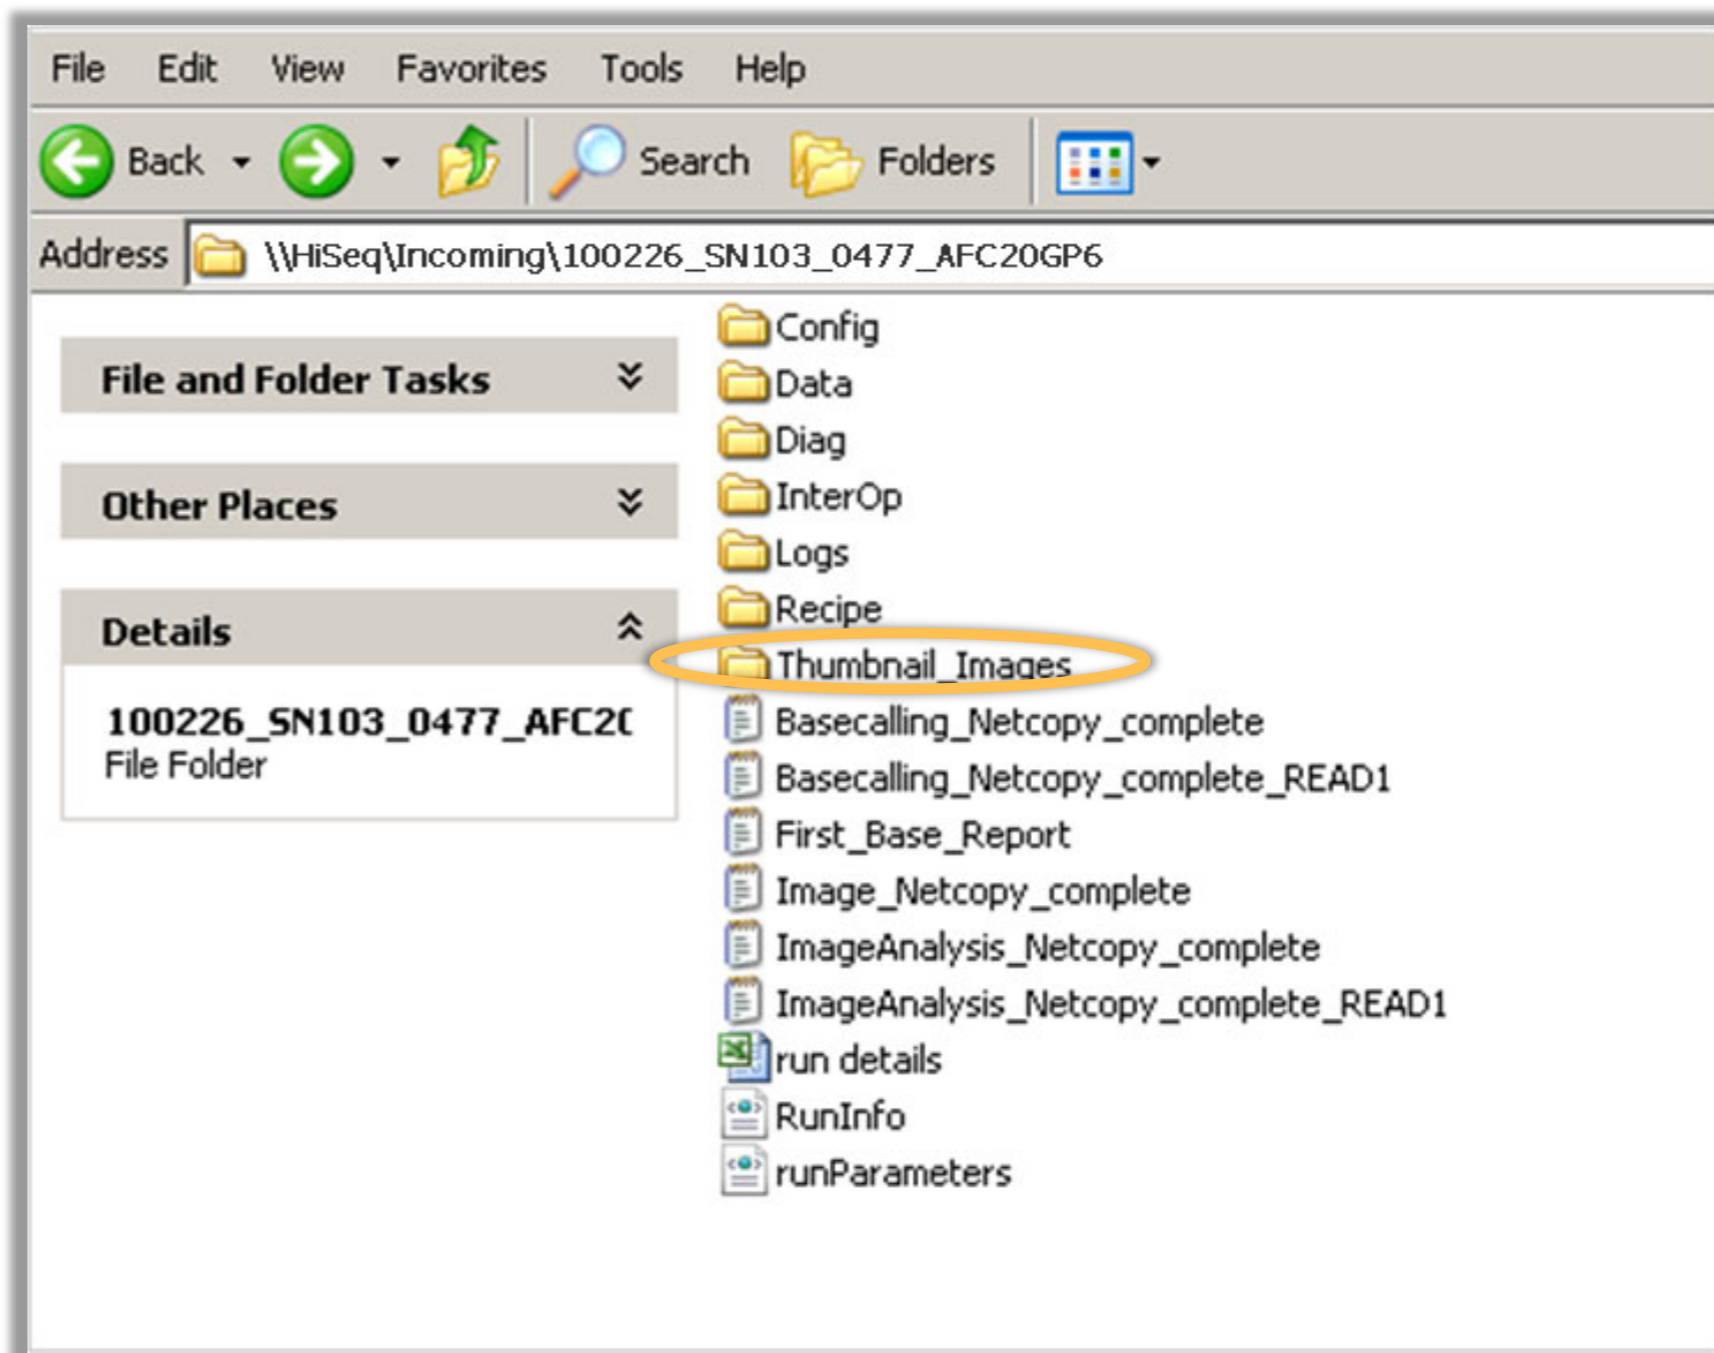 File Edit View Favorites Tools Help
Back Search Folders
Address \\HiSeq\Incoming\100226_SN103_0477_AFC20GP6
File and Folder Tasks
Other Places
Details
100226_SN103_0477_AFC2
File Folder
Config
Data
Diag
InterOp
Logs
Recipe
Thumbnail_Images
Basecalling_Netcopy_complete
Basecalling_Netcopy_complete_READ1
First_Base_Report
Image_Netcopy_complete
ImageAnalysis_Netcopy_complete
ImageAnalysis_Netcopy_complete_READ1
run details
RunInfo
runParameters